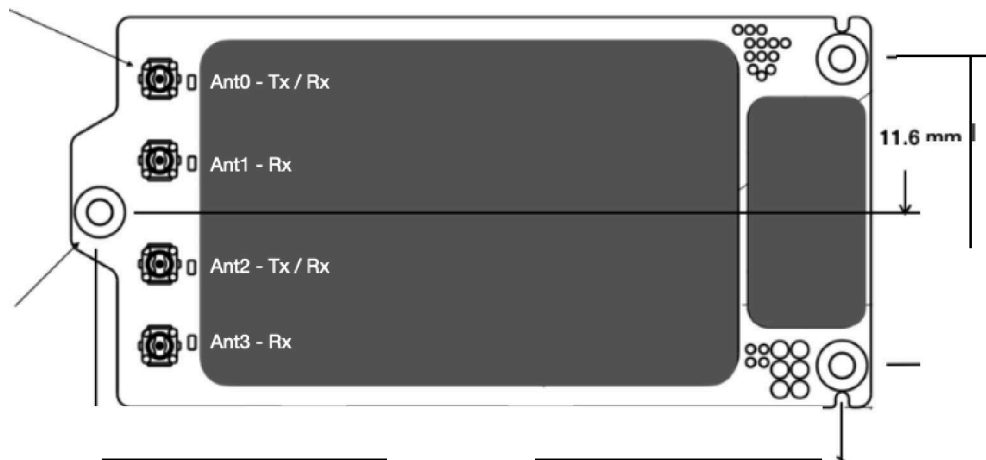 Ant0 - Tx / Rx
11.6 mm
Ant1 - Rx
Ant2 - Tx / Rx
Ant3 - Rx